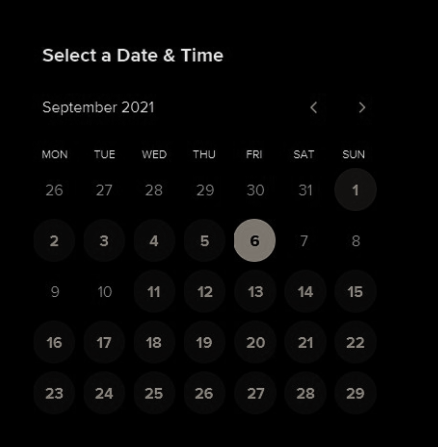 Select a Date & Time
September 2021
MON TUE WED THU FRI SAT SUN
26 27 28 29 30 31 1
2 3 4 5 6 7 8
9 10 11 12 13 14 15
16 17 18 19 20 21 22
23 24 25 26 27 28 29